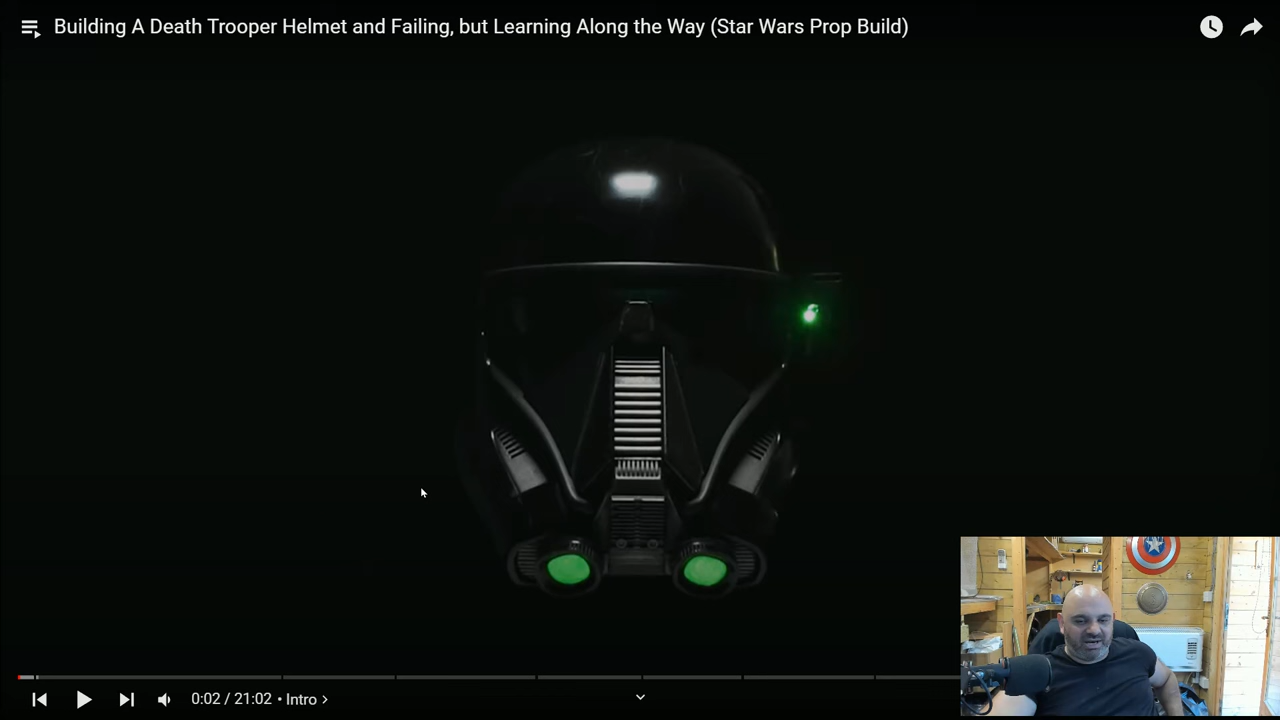 Building A Death Trooper Helmet and Failing, but Learning Along the Way (Star Wars Prop Build)
0:02 / 21:02 • Intro